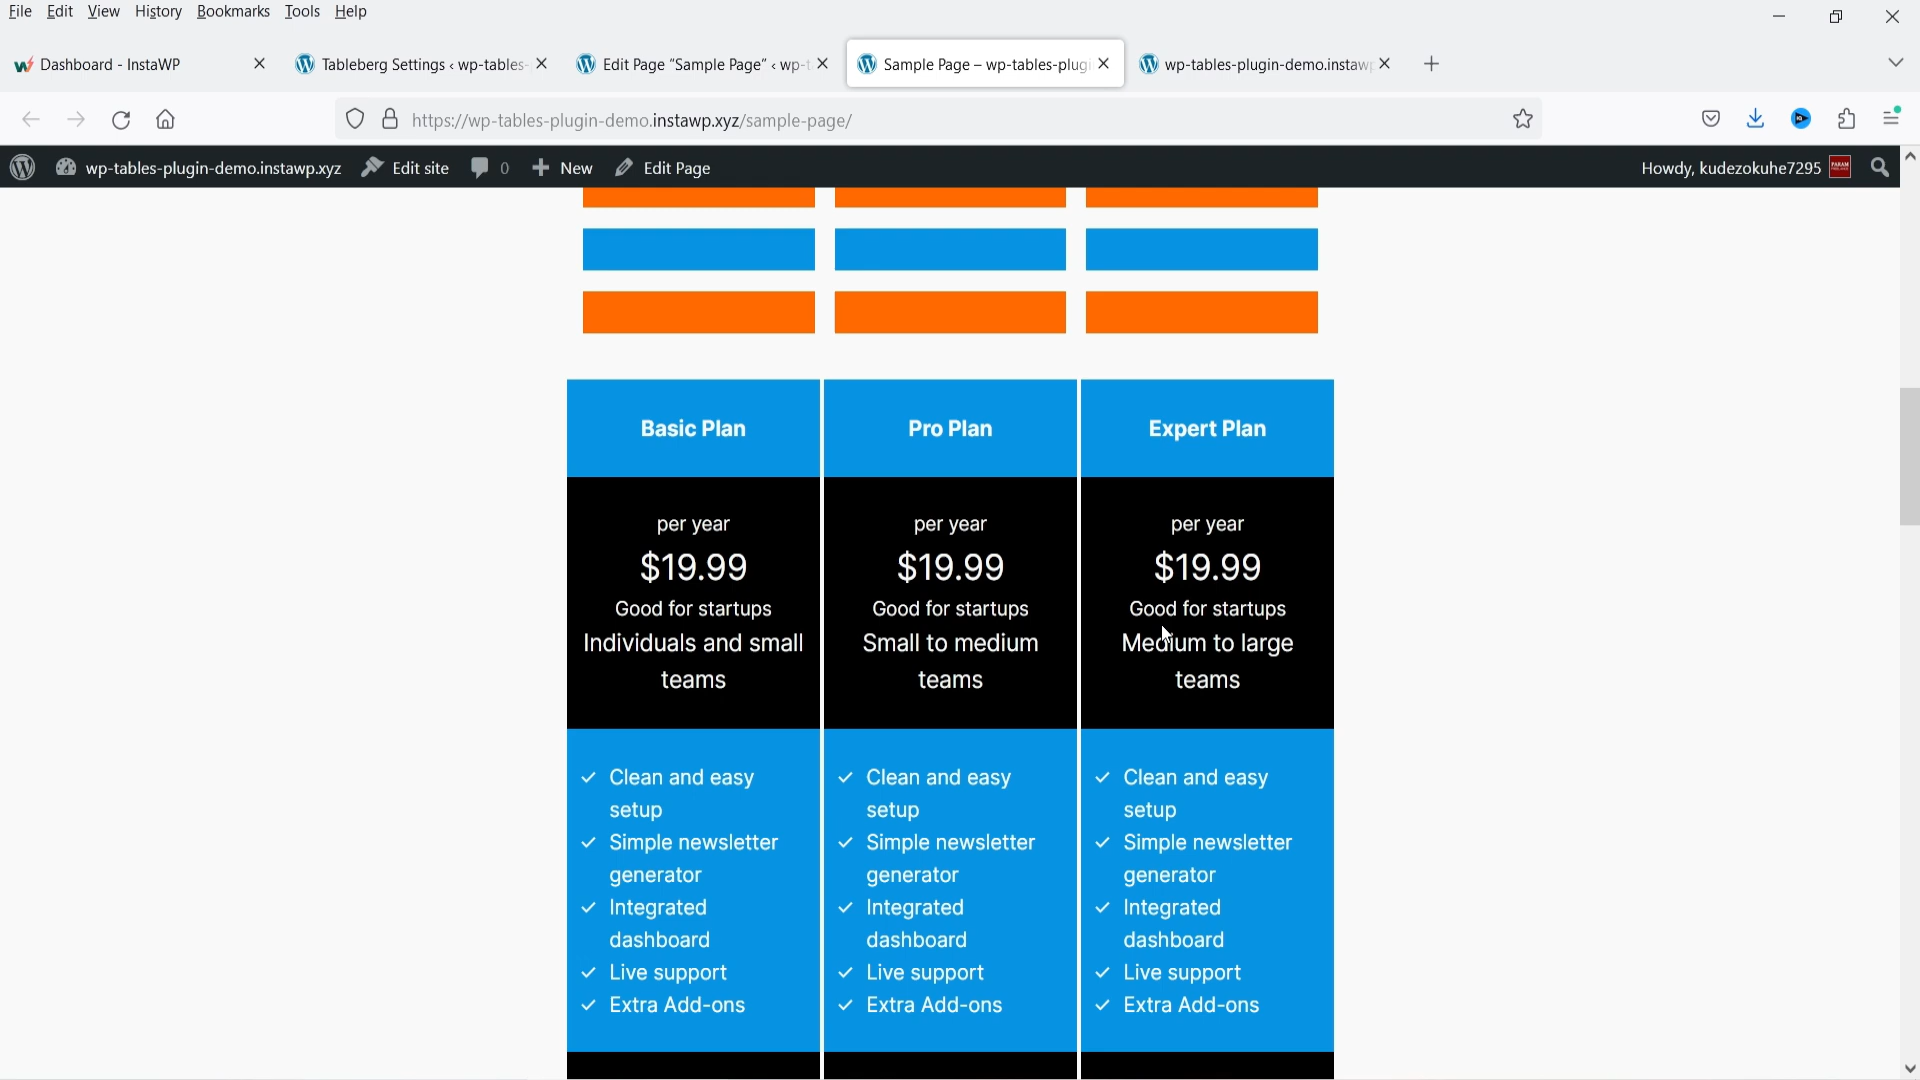 File Edit View History Bookmarks Tools Help
Dashboard - InstaWP
Tableberg Settings ‹ wp-tables-
Edit Page “Sample Page” ‹ wp-t
Sample Page – wp-tables-plugi
wp-tables-plugin-demo.instaw
https://wp-tables-plugin-demo.instawp.xyz/sample-page/
wp-tables-plugin-demo.instawp.xyz Edit site 0 New Edit Page Howdy, kudezokuhe7295
Basic Plan Pro Plan Expert Plan
per year per year per year
$19.99 $19.99 $19.99
Good for startups Good for startups Good for startups
Individuals and small Small to medium Medium to large
teams teams teams
Clean and easy Clean and easy Clean and easy
setup setup setup
Simple newsletter Simple newsletter Simple newsletter
generator generator generator
Integrated Integrated Integrated
dashboard dashboard dashboard
Live support Live support Live support
Extra Add-ons Extra Add-ons Extra Add-ons